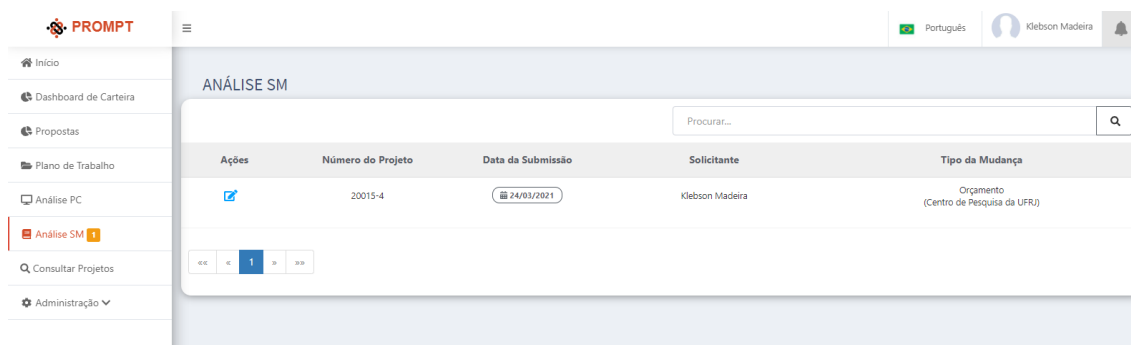 PROMPT
Português
Klebson Madeira
Início
Dashboard de Carteira
Propostas
Plano de Trabalho
Análise PC
Análise SM 1
Consultar Projetos
Administração
ANÁLISE SM
Procurar...
Ações Número do Projeto Data da Submissão Solicitante Tipo da Mudança
20015-4 24/03/2021 Klebson Madeira Orçamento
(Centro de Pesquisa da UFRJ)
«« « 1 » »»